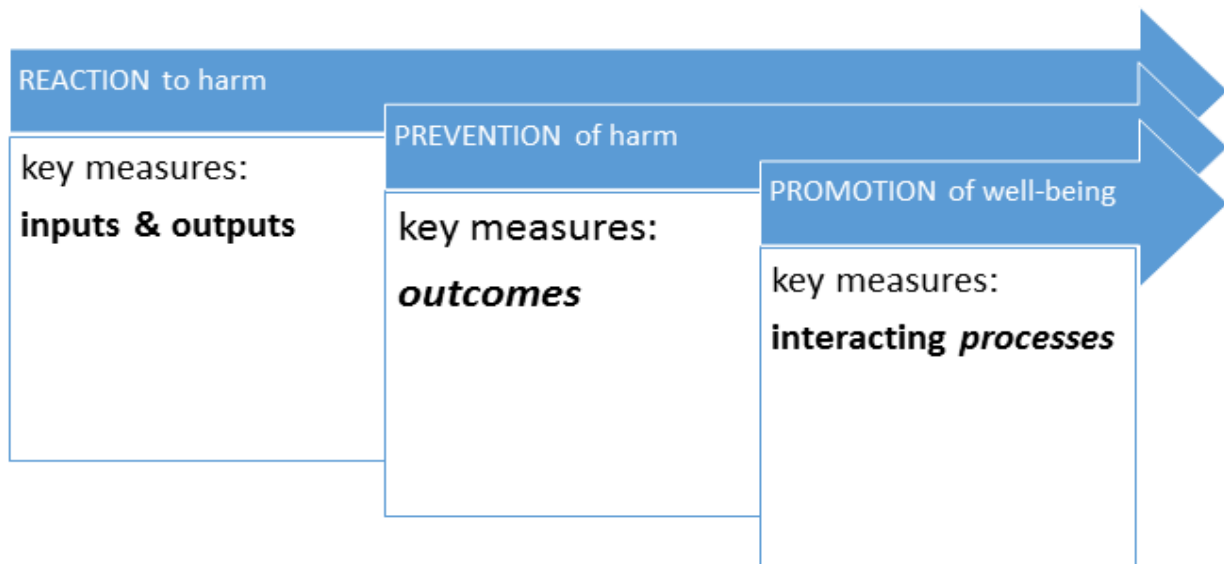 REACTION to harm
key measures:
inputs & outputs
PREVENTION of harm
key measures:
outcomes
PROMOTION of well-being
key measures:
interacting processes